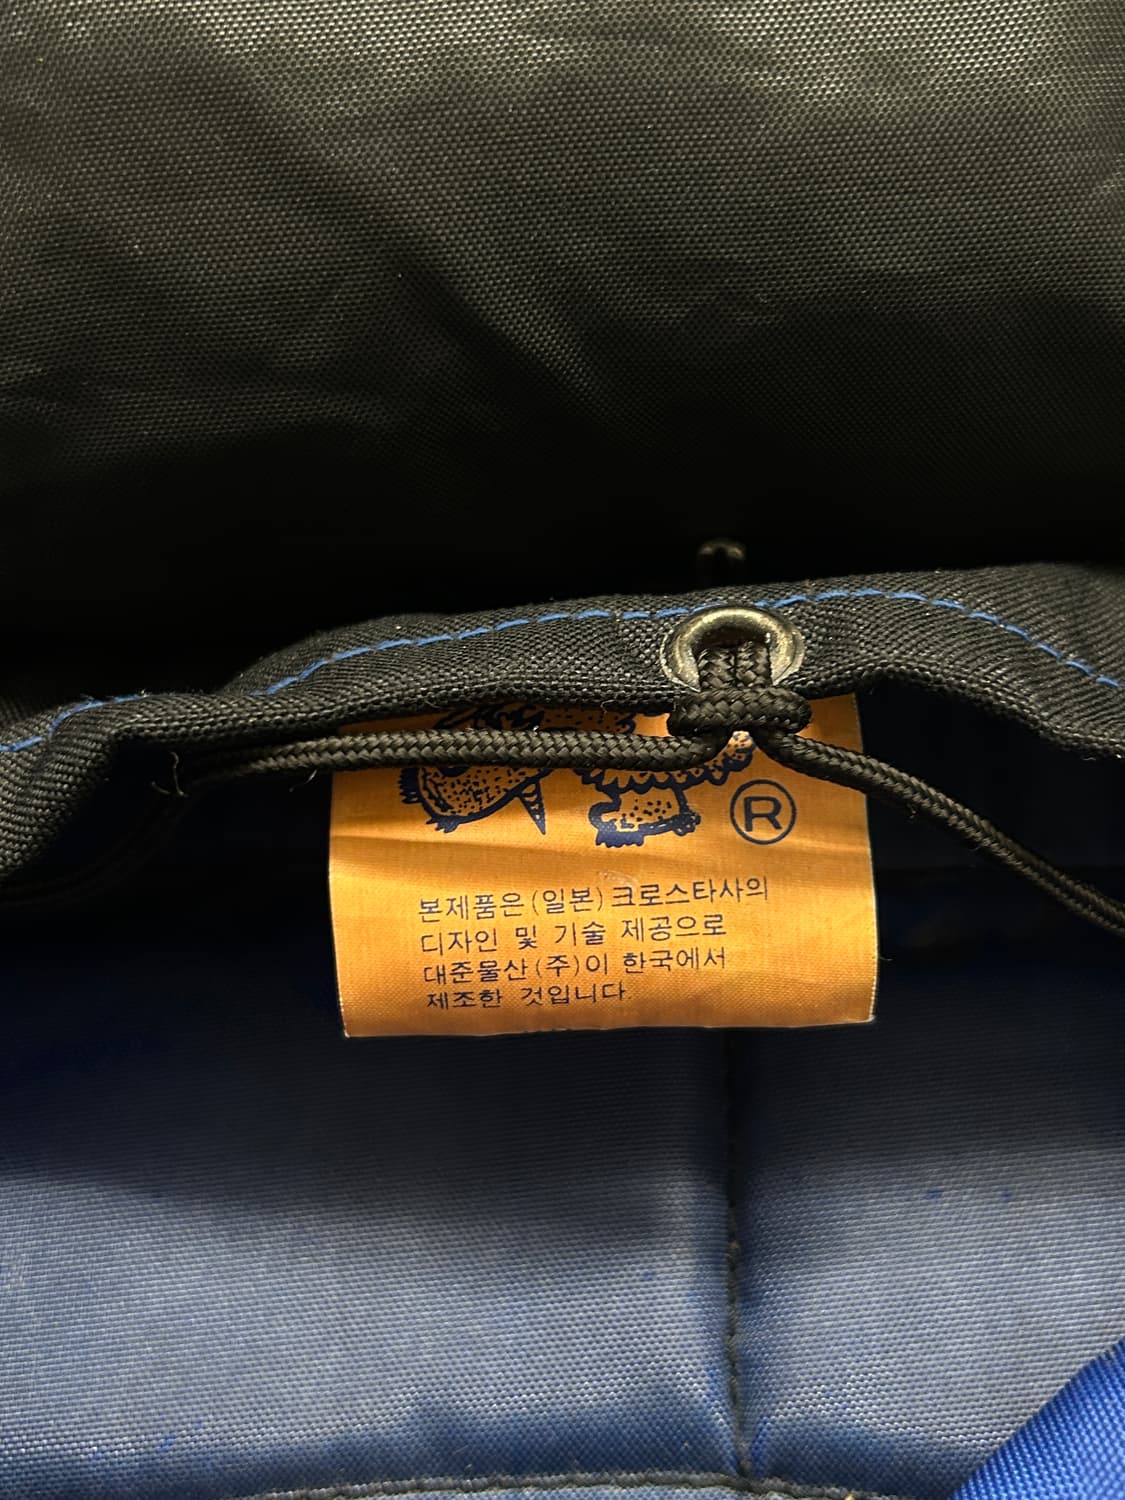 ®
본제품은(일본)크로스타사의
디자인 및 기술 제공으로
대준물산(주)이 한국에서
제조한 것입니다.